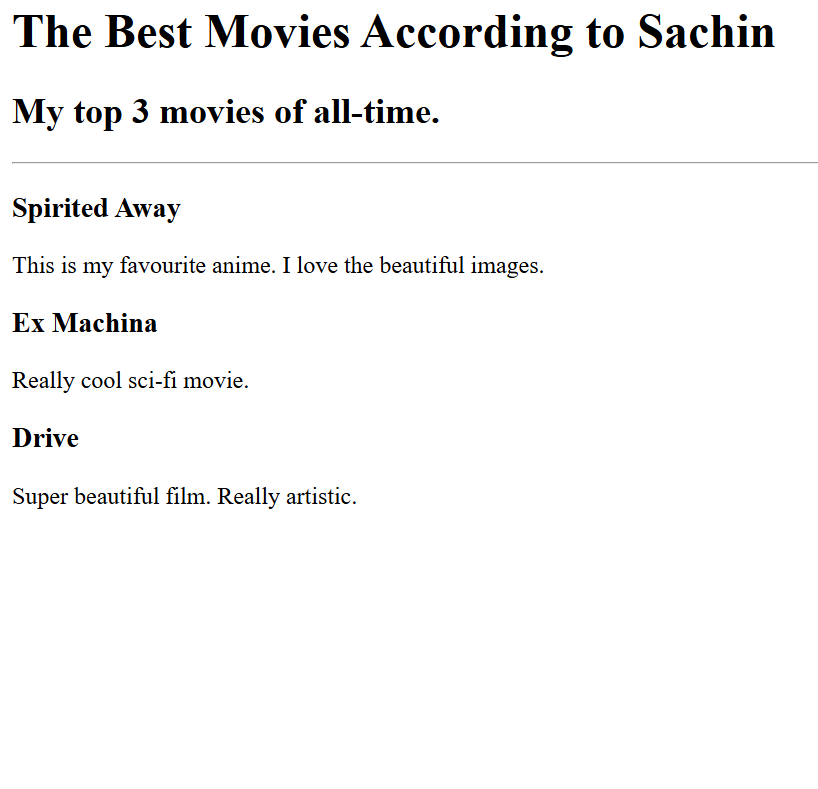 The Best Movies According to Sachin
My top 3 movies of all-time.
Spirited Away
This is my favourite anime. I love the beautiful images.
Ex Machina
Really cool sci-fi movie.
Drive
Super beautiful film. Really artistic.